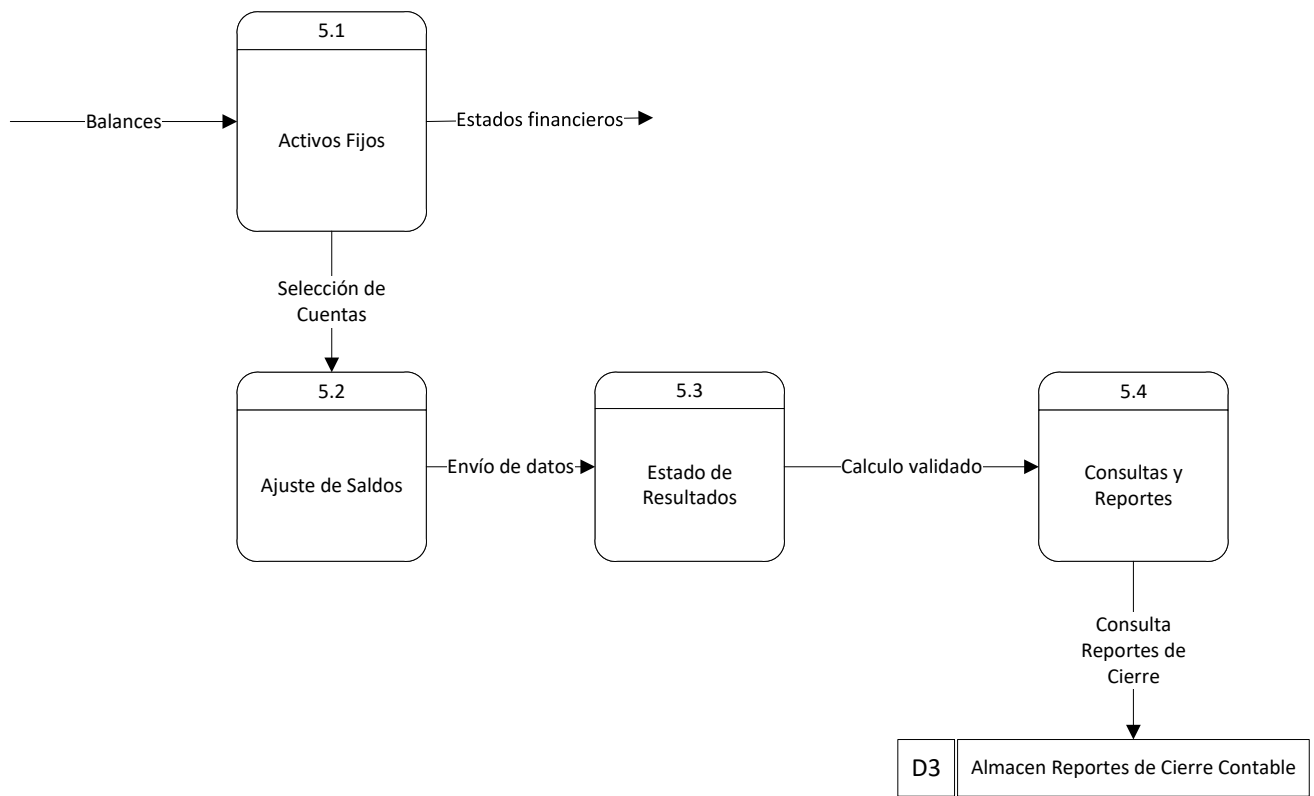 5.1
Balances
Activos Fijos
Estados financieros
Selección de
Cuentas
5.2
Ajuste de Saldos
Envío de datos
5.3
Estado de
Resultados
Calculo validado
5.4
Consultas y
Reportes
Consulta
Reportes de
Cierre
D3
Almacen Reportes de Cierre Contable